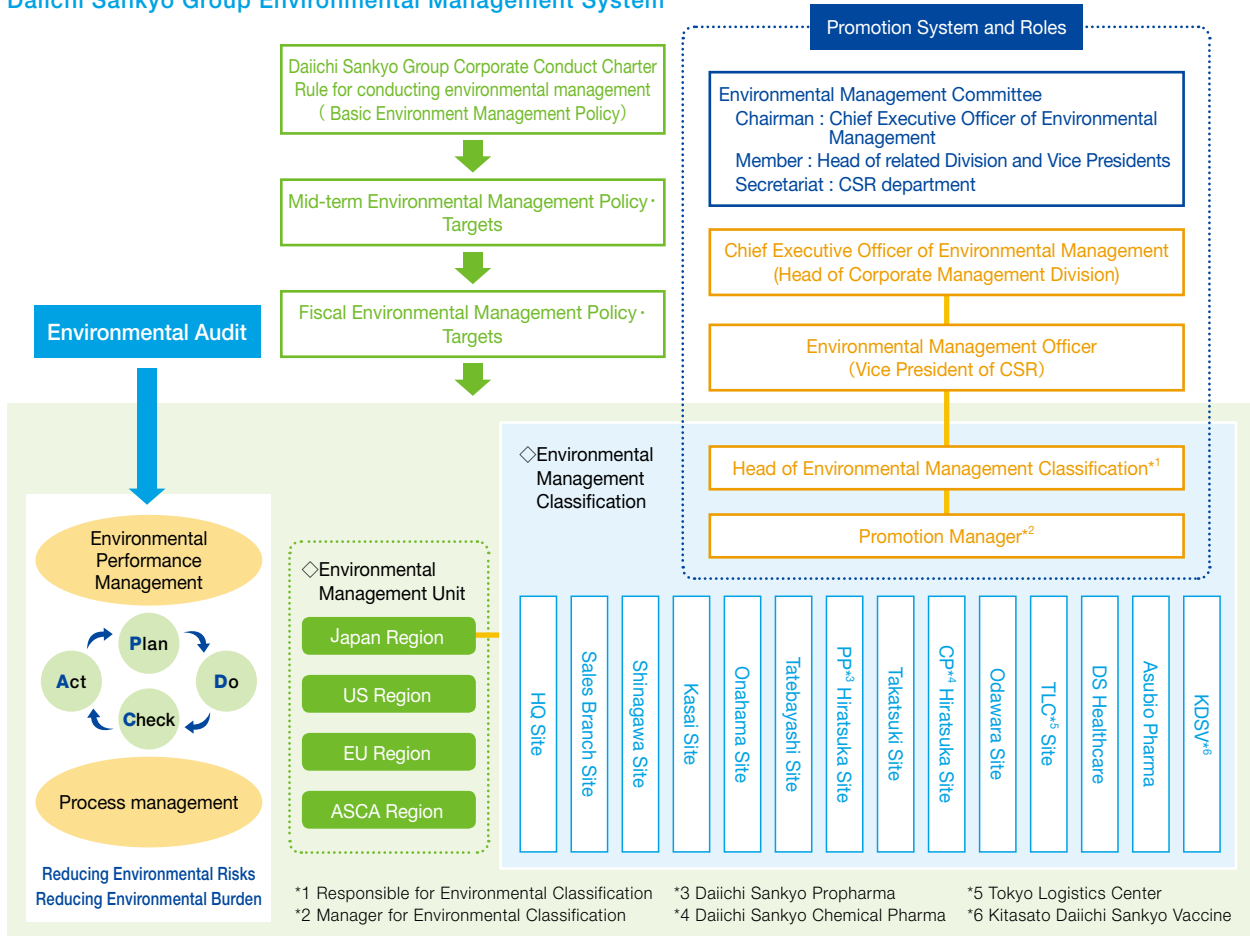 Daiichi Sankyo Group Environmental Management System
Promotion System and Roles
Daiichi Sankyo Group Corporate Conduct Charter
Rule for conducting environmental management
( Basic Environment Management Policy)
Mid-term Environmental Management Policy・
Targets
Fiscal Environmental Management Policy・
Targets
Environmental Management Committee
Chairman : Chief Executive Officer of Environmental
Management
Member : Head of related Division and Vice Presidents
Secretariat : CSR department
Chief Executive Officer of Environmental Management
(Head of Corporate Management Division)
Environmental Management Officer
(Vice President of CSR)
Head of Environmental Management Classification*1
Promotion Manager*2
Environmental Audit
Environmental
Performance
Management
Plan
Do
Check
Act
Process management
Reducing Environmental Risks
Reducing Environmental Burden
◇Environmental
Management Unit
Japan Region
US Region
EU Region
ASCA Region
◇Environmental
Management
Classification
HQ Site
Sales Branch Site
Shinagawa Site
Kasai Site
Onahama Site
Tatebayashi Site
PP*3 Hiratsuka Site
Takatsuki Site
CP*4 Hiratsuka Site
Odawara Site
TLC*5 Site
DS Healthcare
Asubio Pharma
KDSV*6
*1 Responsible for Environmental Classification
*2 Manager for Environmental Classification
*3 Daiichi Sankyo Propharma
*4 Daiichi Sankyo Chemical Pharma
*5 Tokyo Logistics Center
*6 Kitasato Daiichi Sankyo Vaccine